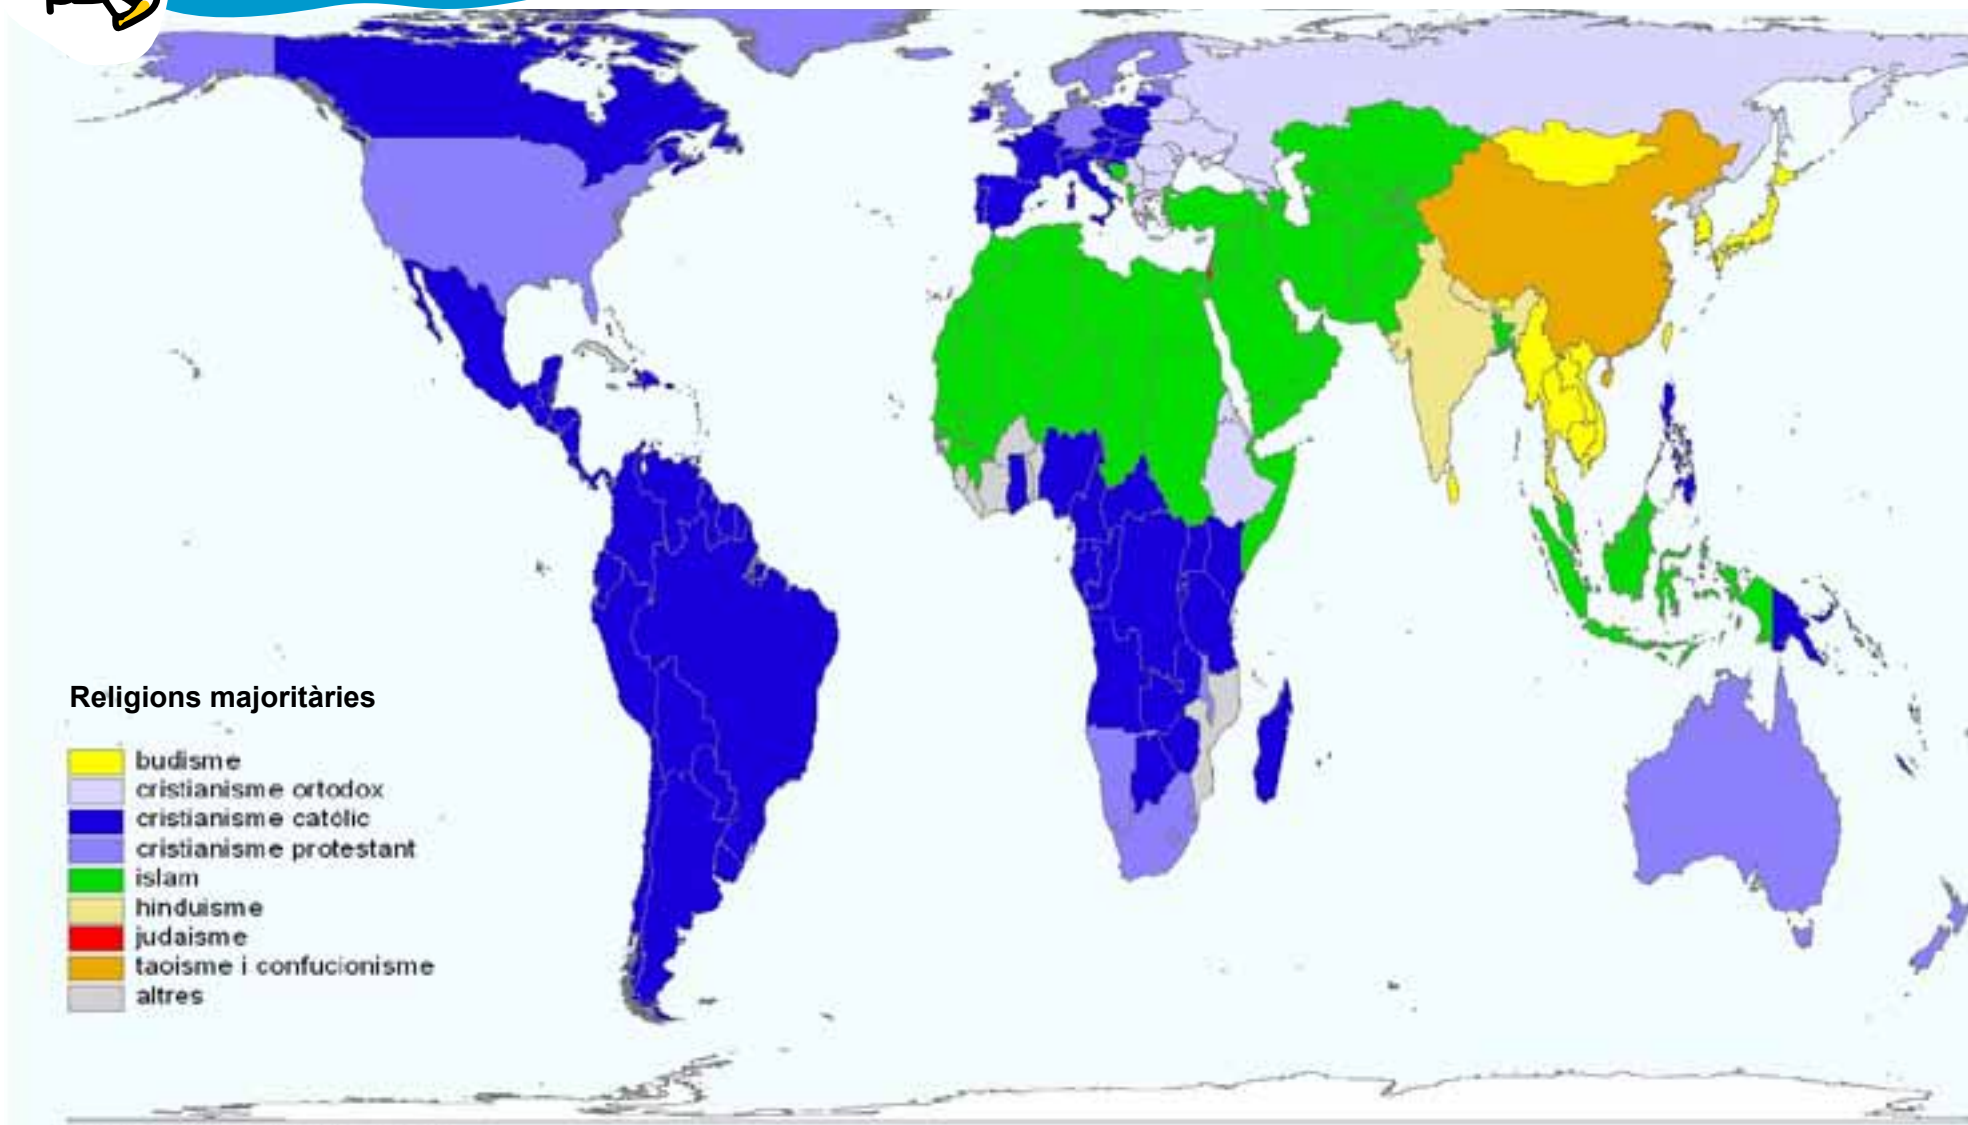 Religions majoritàries
budisme
cristianisme ortodox
cristianisme catòlic
cristianisme protestant
islam
hinduisme
judaisme
taoisme i confucionisme
altres